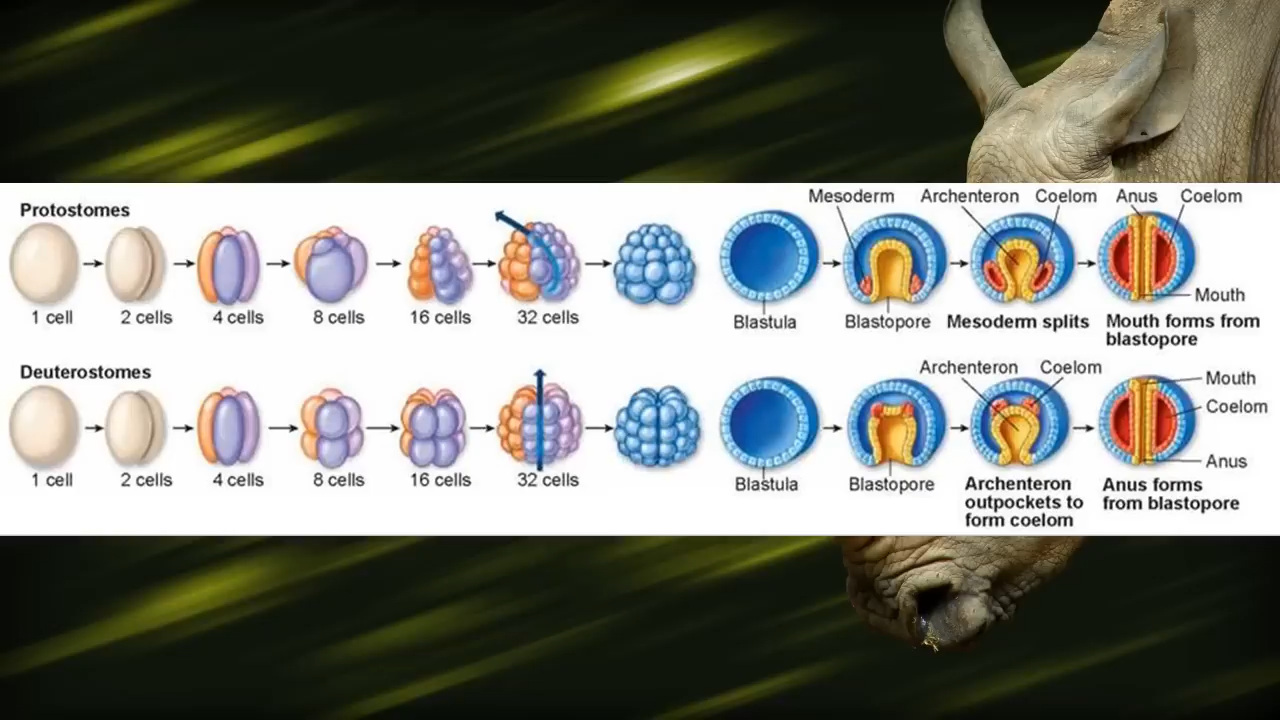 Protostomes
Mesoderm Archenteron Coelom Anus Coelom
Mouth
1 cell 2 cells 4 cells 8 cells 16 cells 32 cells
Blastula Blastopore Mesoderm splits Mouth forms from
blastopore
Deuterostomes
Archenteron Coelom
Mouth
Coelom
Anus
1 cell 2 cells 4 cells 8 cells 16 cells 32 cells
Blastula Blastopore Archenteron Anus forms
outpockets to from blastopore
form coelom